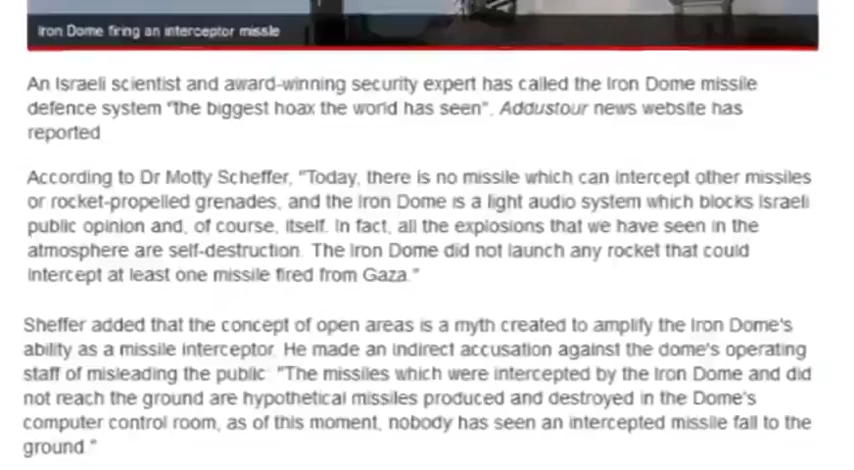 Iron Dome firing an interceptor missle
An Israeli scientist and award-winning security expert has called the Iron Dome missile
defence system "the biggest hoax the world has seen", Addustour news website has
reported
According to Dr Motty Scheffer, "Today, there is no missile which can intercept other missiles
or rocket-propelled grenades, and the Iron Dome is a light audio system which blocks Israeli
public opinion and, of course, itself. In fact, all the explosions that we have seen in the
atmosphere are self-destruction. The Iron Dome did not launch any rocket that could
intercept at least one missile fired from Gaza."
Sheffer added that the concept of open areas is a myth created to amplify the Iron Dome's
ability as a missile interceptor. He made an indirect accusation against the dome's operating
staff of misleading the public: "The missiles which were intercepted by the Iron Dome and did
not reach the ground are hypothetical missiles produced and destroyed in the Dome's
computer control room, as of this moment, nobody has seen an intercepted missile fall to the
ground."